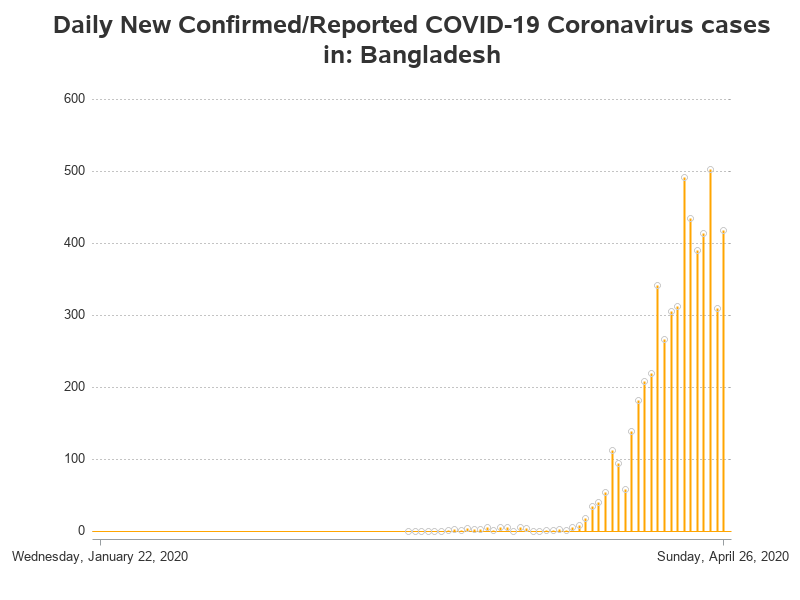 Daily New Confirmed/Reported COVID-19 Coronavirus cases
in: Bangladesh
600
500
400
300
200
100
0
Wednesday, January 22, 2020
Sunday, April 26, 2020